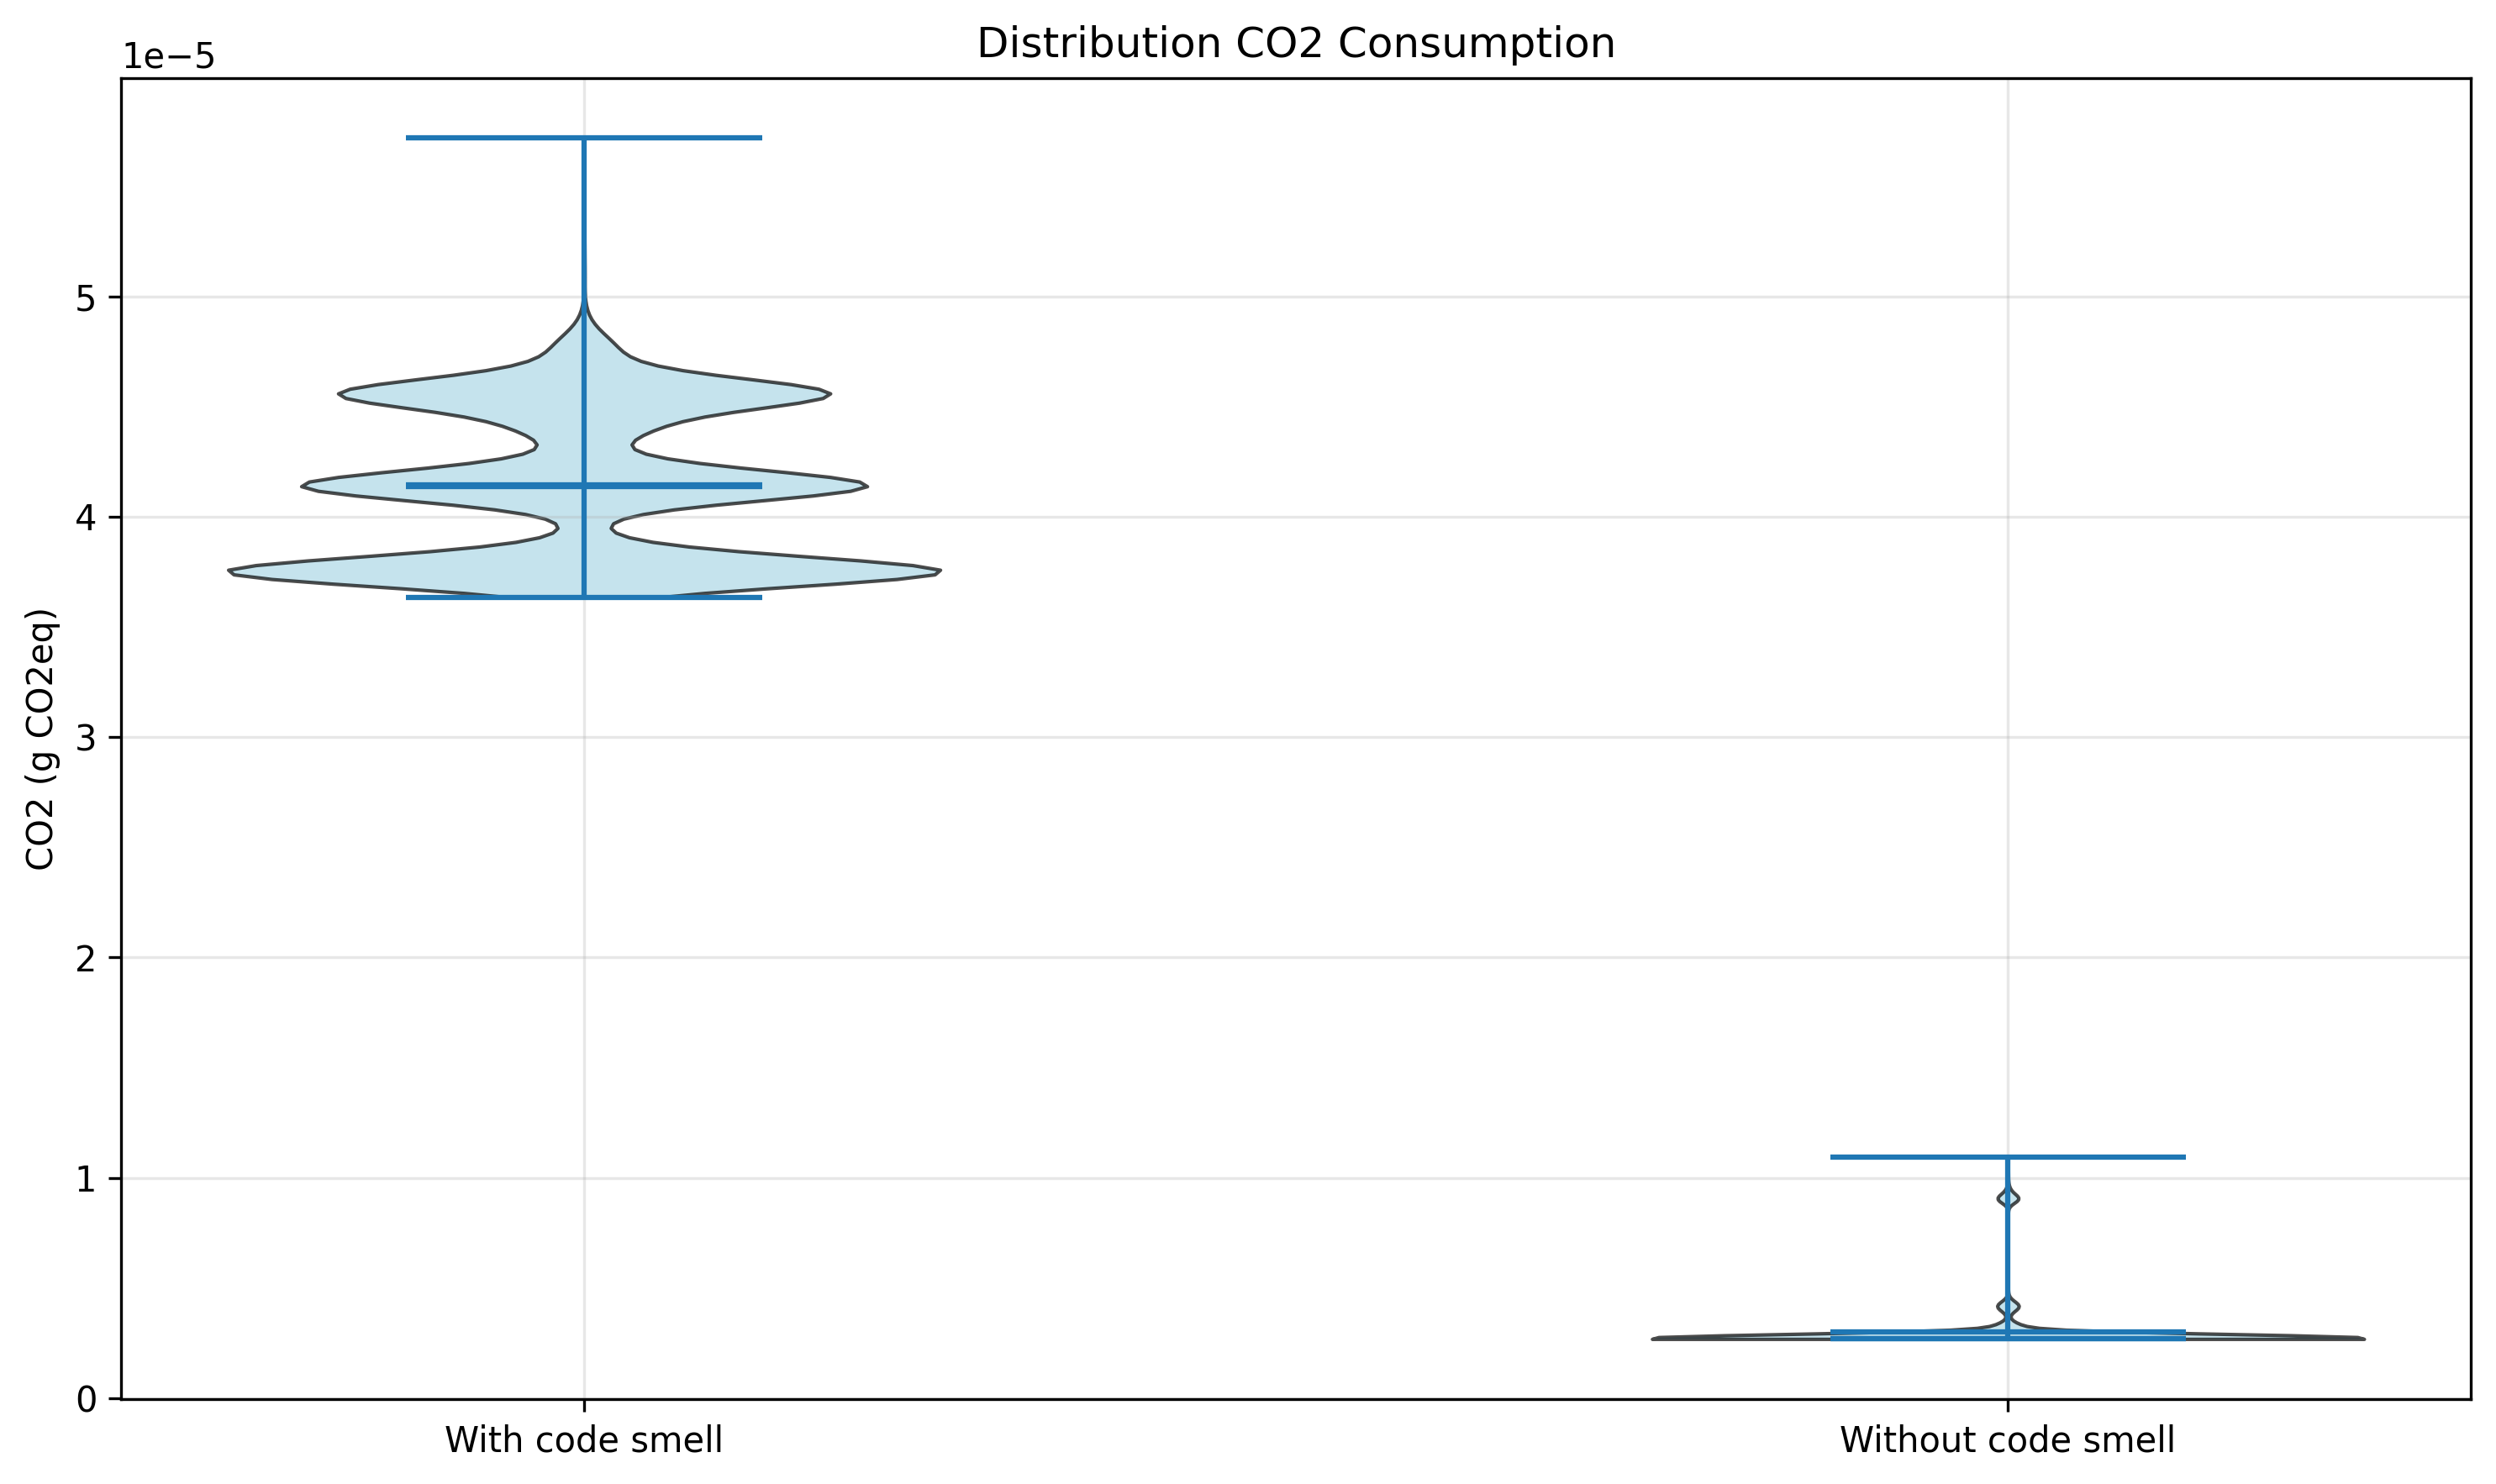 Distribution CO2 Consumption
1e−5
CO2 (g CO2eq)
5
4
3
2
1
0
With code smell
Without code smell